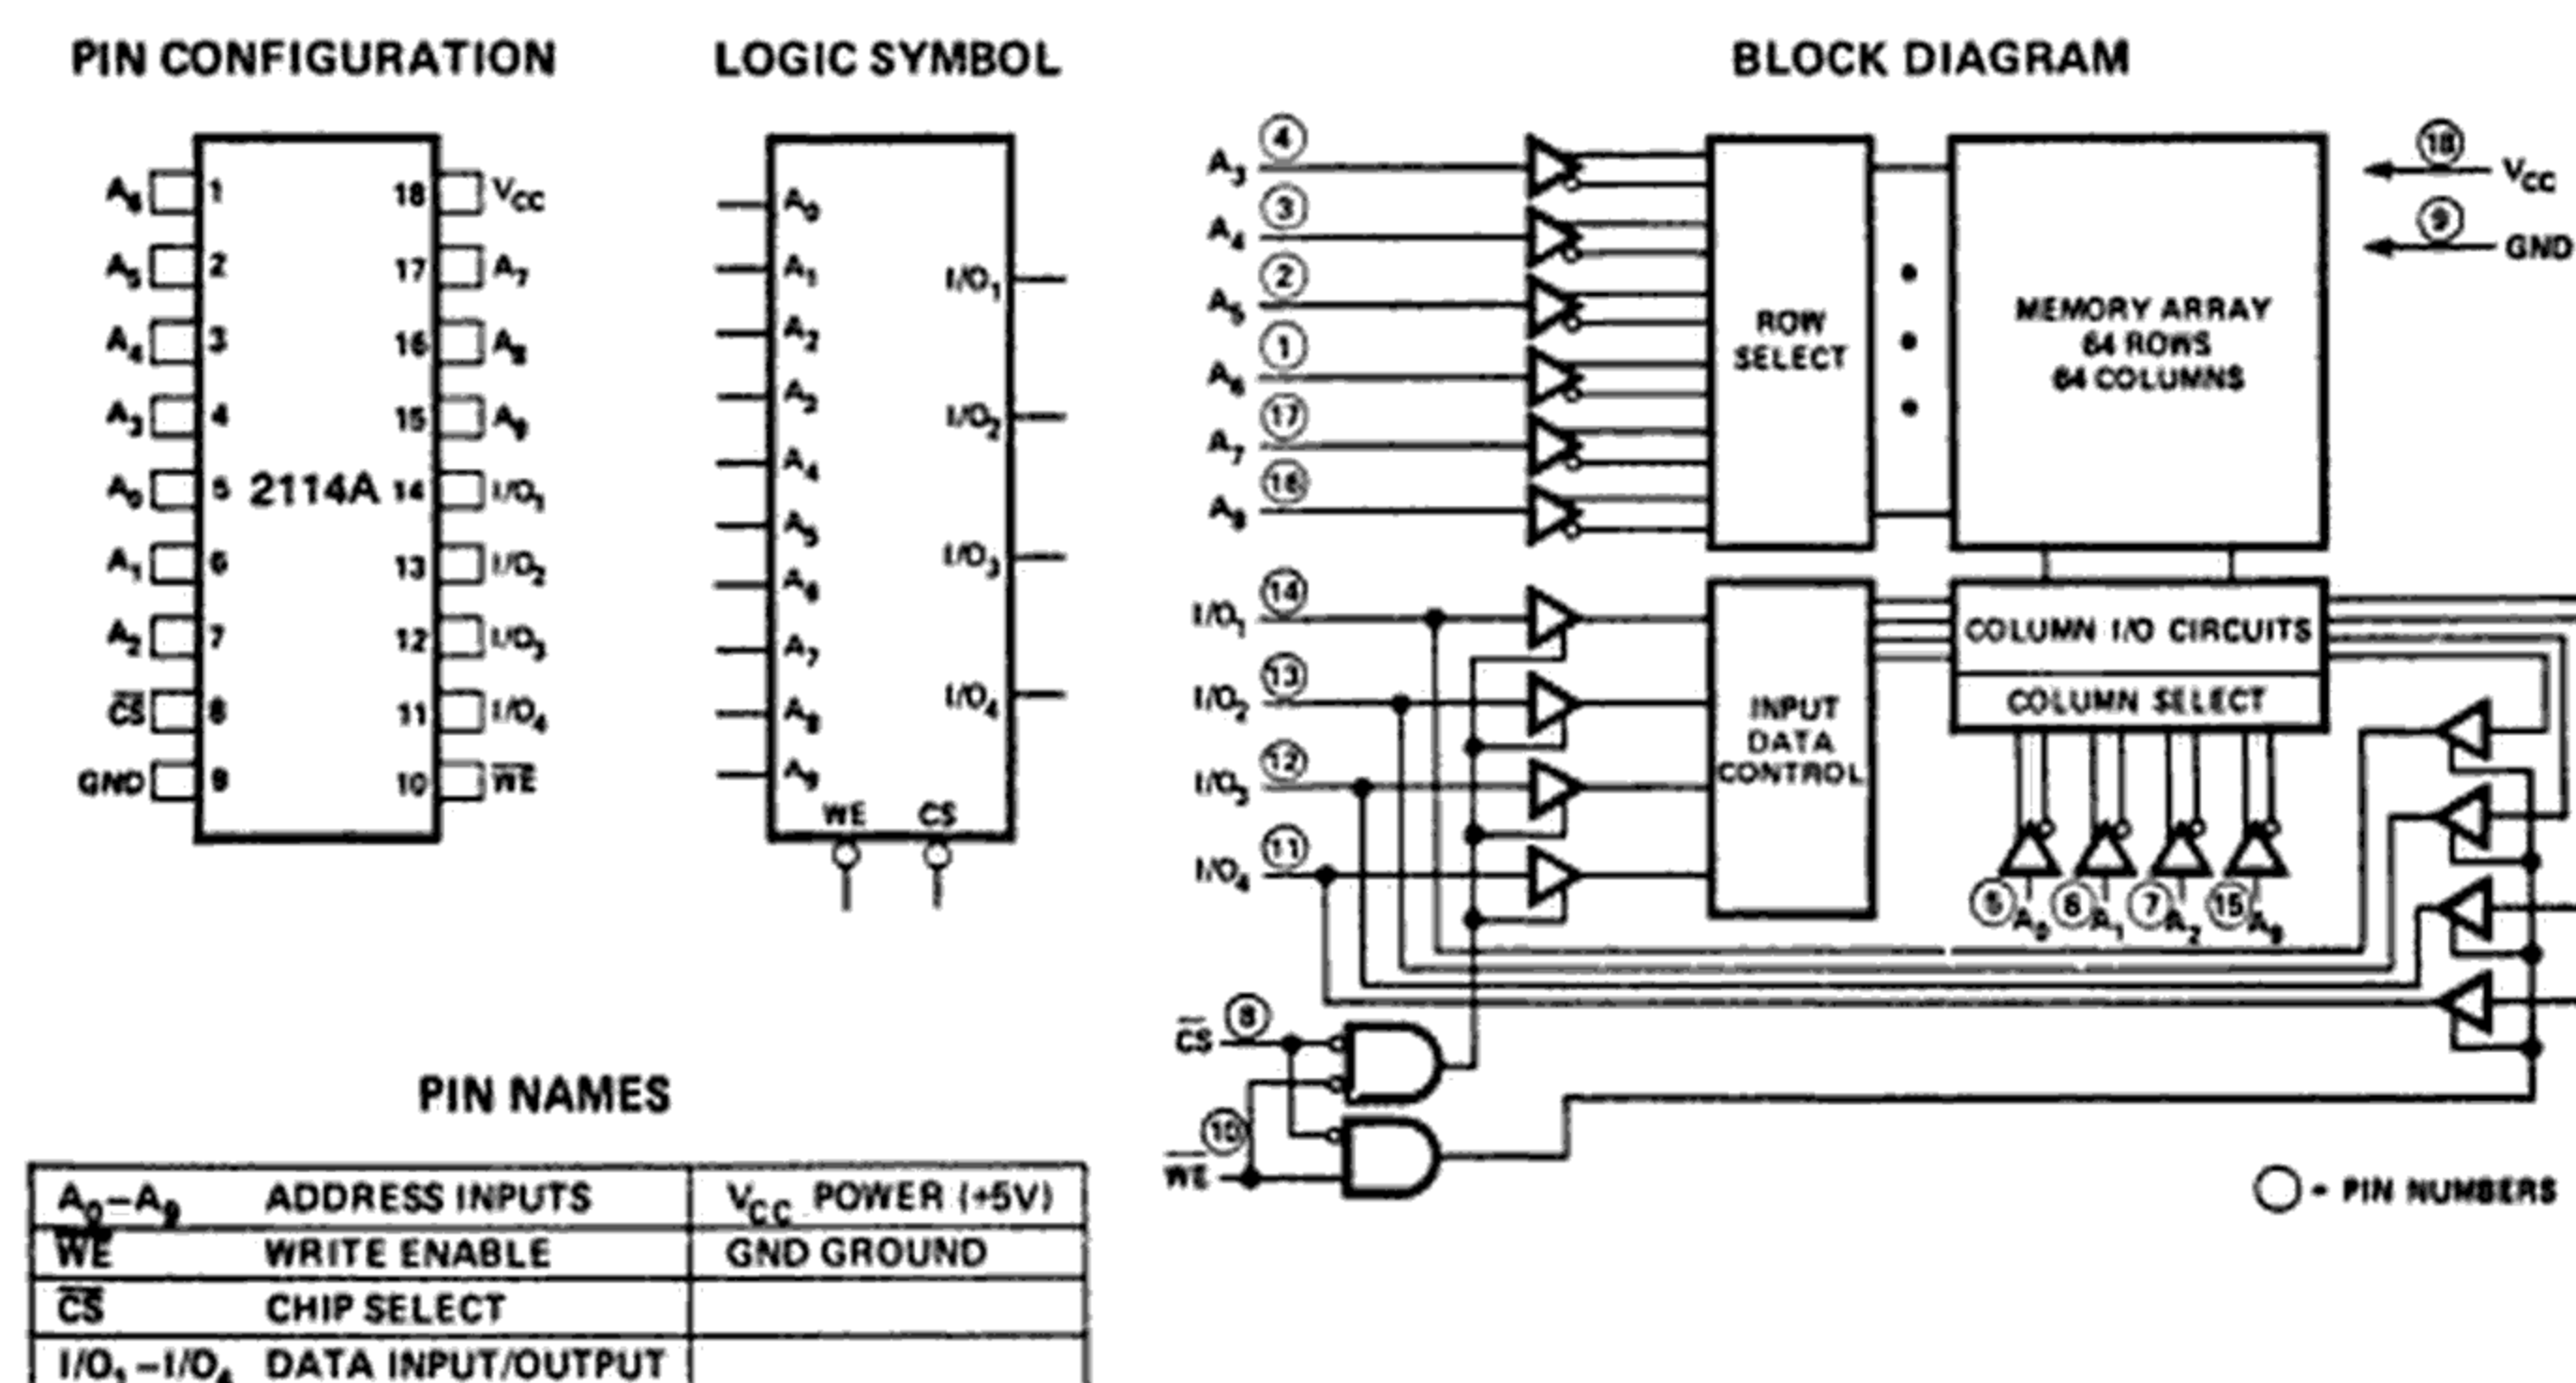 PIN CONFIGURATION
A6 1 18 VCC
A5 2 17 A7
A4 3 16 A8
A3 4 15 A9
A0 5 2114A 14 I/O1
A1 6 13 I/O2
A2 7 12 I/O3
CS 8 11 I/O4
GND 9 10 WE
LOGIC SYMBOL
A0
A1
A2
A3
A4
A5
A6
A7
A8
A9
I/O1
I/O2
I/O3
I/O4
WE CS
BLOCK DIAGRAM
A3 4
A4 3
A5 2
A6 1
A7 17
A8 16
ROW
SELECT
MEMORY ARRAY
64 ROWS
64 COLUMNS
18 VCC
9 GND
I/O1 14
I/O2 13
I/O3 12
I/O4 11
INPUT
DATA
CONTROL
COLUMN I/O CIRCUITS
COLUMN SELECT
5 A0 6 A1 7 A2 15 A9
CS 8
WE 10
= PIN NUMBERS
PIN NAMES
A0–A9 ADDRESS INPUTS VCC POWER (+5V)
WE WRITE ENABLE GND GROUND
CS CHIP SELECT
I/O1–I/O4 DATA INPUT/OUTPUT